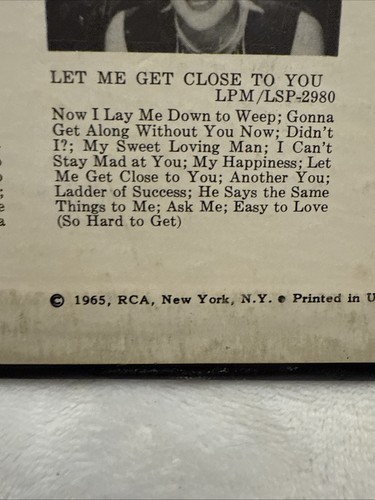 LET ME GET CLOSE TO YOU
LPM/LSP-2980
Now I Lay Me Down to Weep; Gonna
Get Along Without You Now; Didn't
I?; My Sweet Loving Man; I Can't
Stay Mad at You; My Happiness; Let
Me Get Close to You; Another You;
Ladder of Success; He Says the Same
Things to Me; Ask Me; Easy to Love
(So Hard to Get)
© 1965, RCA, New York, N.Y. ● Printed in U